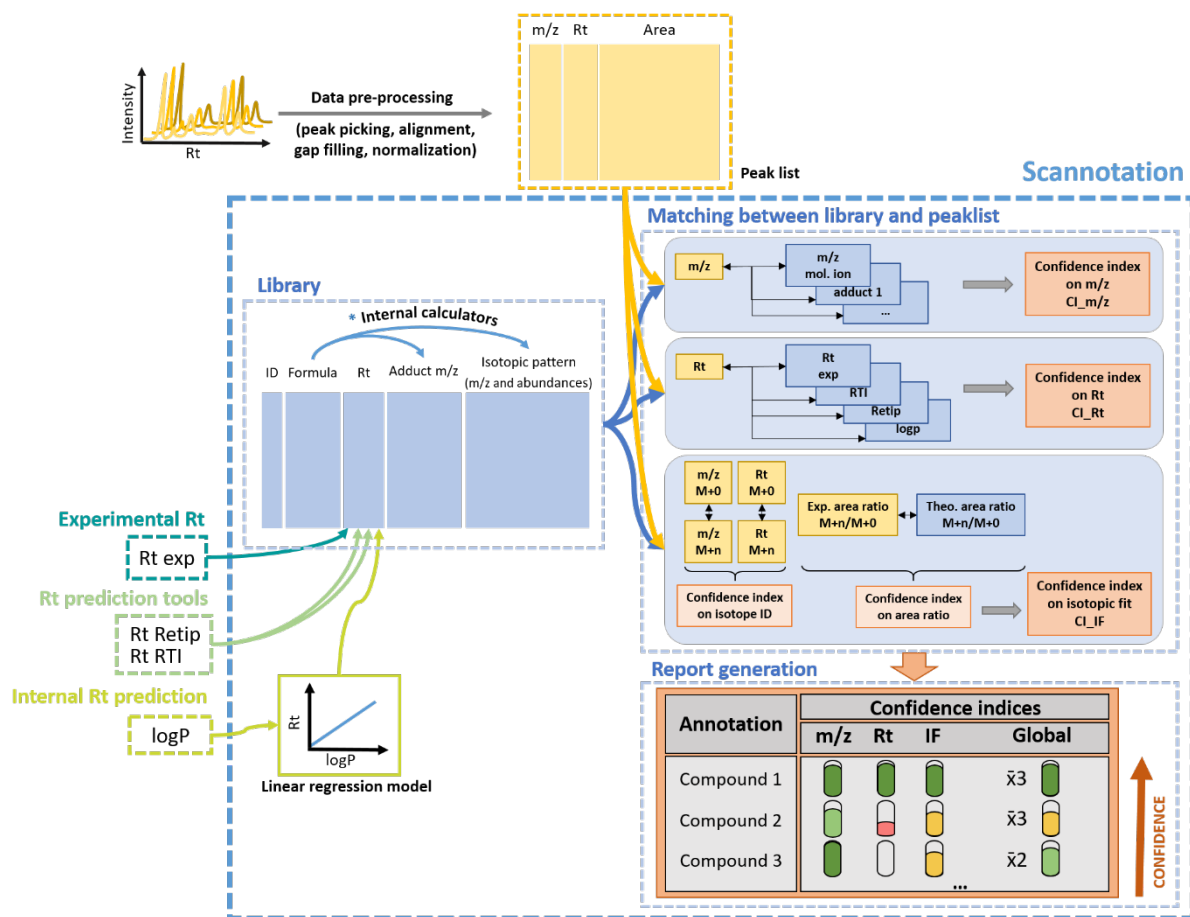 m/z Rt Area
Intensity
Rt
Data pre-processing
(peak picking, alignment,
gap filling, normalization)
Peak list
Scannotation
Library
* Internal calculators
ID Formula Rt Adduct m/z Isotopic pattern
(m/z and abundances)
Experimental Rt
Rt exp
Rt prediction tools
Rt Retip
Rt RTI
Internal Rt prediction
logP
Rt
logP
Linear regression model
Matching between library and peaklist
m/z
m/z
mol. ion
adduct 1
...
Confidence index
on m/z
CI_m/z
Rt
Rt
exp
RTI
Retip
logp
Confidence index
on Rt
CI_Rt
m/z
M+0
Rt
M+0
m/z
M+n
Rt
M+n
Exp. area ratio
M+n/M+0
Theo. area ratio
M+n/M+0
Confidence index
on isotope ID
Confidence index
on area ratio
Confidence index
on isotopic fit
CI_IF
Report generation
Annotation
Confidence indices
m/z Rt IF Global
Compound 1 x̄3
Compound 2 x̄3
Compound 3 x̄2
...
CONFIDENCE